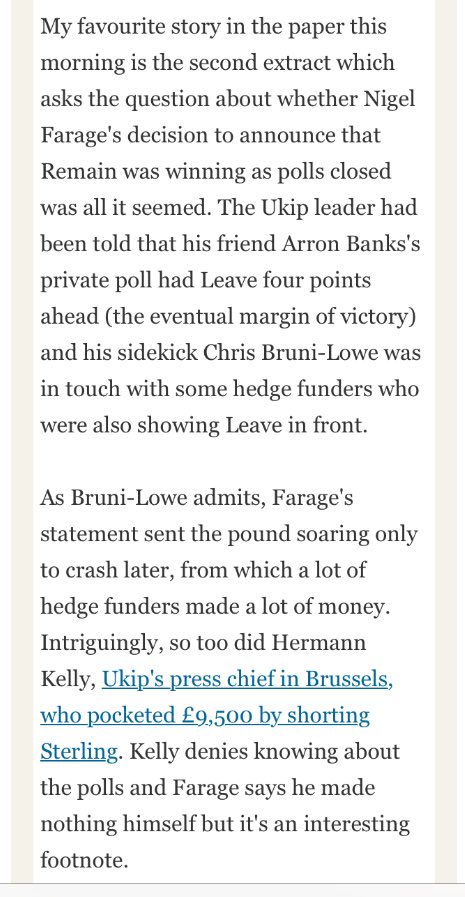 My favourite story in the paper this
morning is the second extract which
asks the question about whether Nigel
Farage's decision to announce that
Remain was winning as polls closed
was all it seemed. The Ukip leader had
been told that his friend Arron Banks's
private poll had Leave four points
ahead (the eventual margin of victory)
and his sidekick Chris Bruni-Lowe was
in touch with some hedge funders who
were also showing Leave in front.
As Bruni-Lowe admits, Farage's
statement sent the pound soaring only
to crash later, from which a lot of
hedge funders made a lot of money.
Intriguingly, so too did Hermann
Kelly, Ukip's press chief in Brussels,
who pocketed £9,500 by shorting
Sterling. Kelly denies knowing about
the polls and Farage says he made
nothing himself but it's an interesting
footnote.